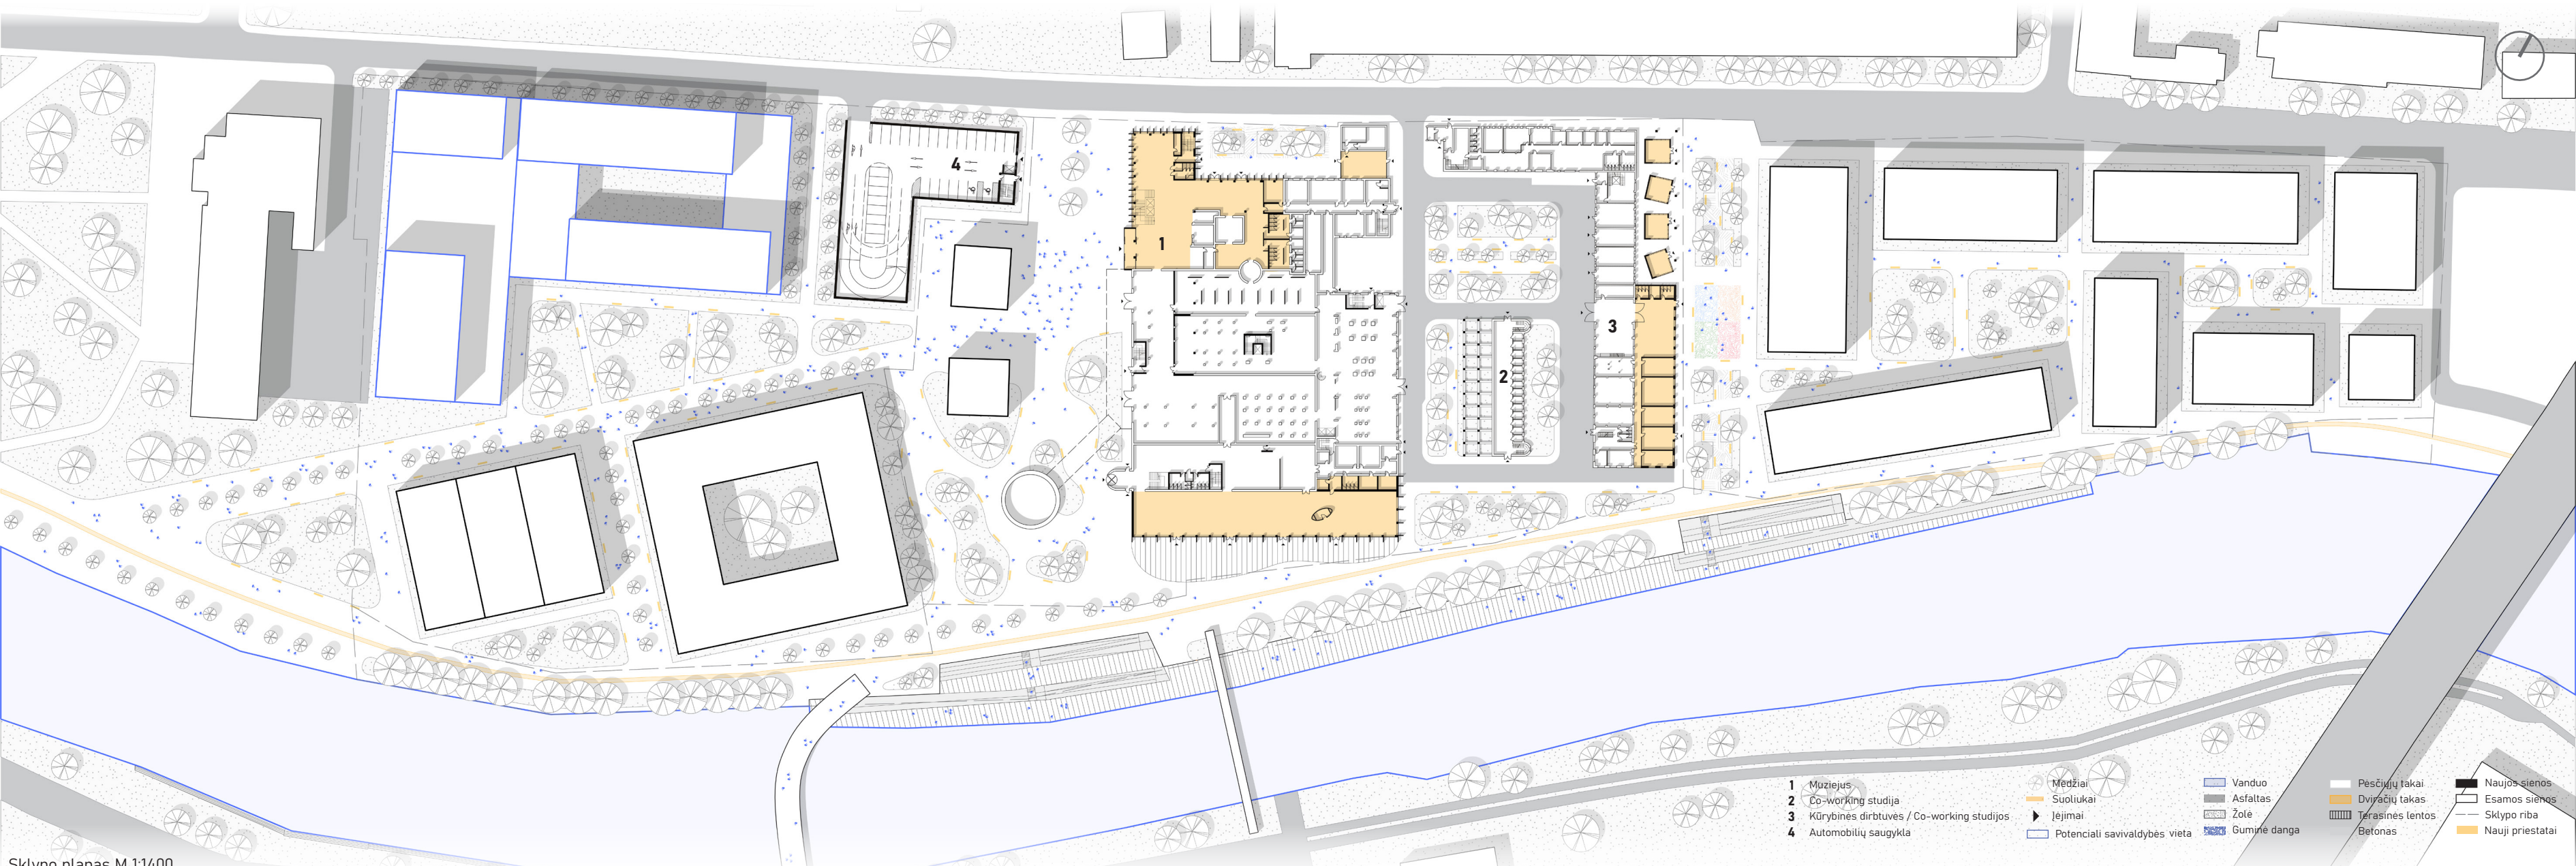 4
1
3
2
1 Muziejus
2 Co-working studija
3 Kūrybinės dirbtuvės / Co-working studijos
4 Automobilių saugykla
Medžiai
Suoliukai
Įėjimai
Potenciali savivaldybės vieta
Vanduo
Asfaltas
Žolė
Guminė danga
Pėsčiųjų takai
Dviračių takas
Terasinės lentos
Betonas
Naujos sienos
Esamos sienos
Sklypo riba
Nauji priestatai
Sklypo planas M 1:1400